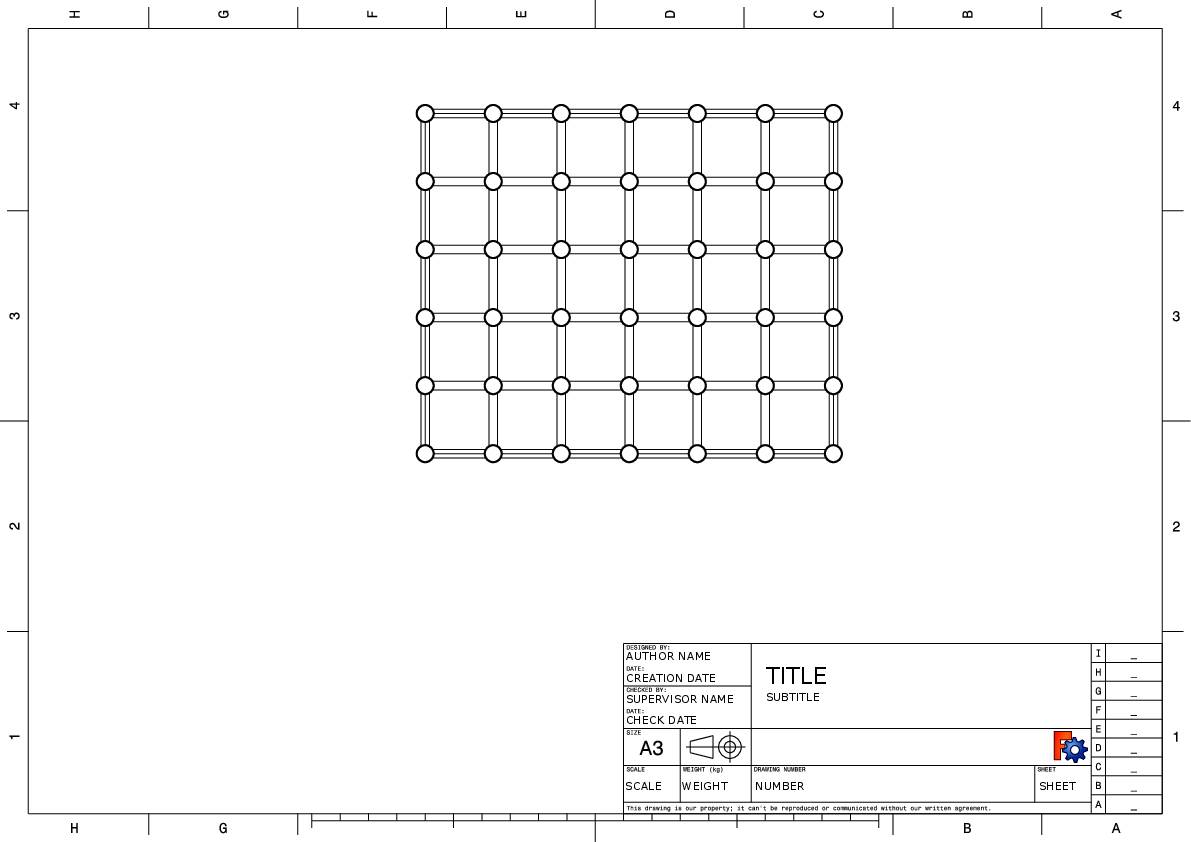 H G F E D C B A
4 4
3 3
2 2
1 1
DESIGNED BY:
AUTHOR NAME
DATE:
CREATION DATE
CHECKED BY:
SUPERVISOR NAME
DATE:
CHECK DATE
TITLE
SUBTITLE
SIZE
A3
SCALE
SCALE
WEIGHT (kg)
WEIGHT
DRAWING NUMBER
NUMBER
SHEET
SHEET
This drawing is our property; it can't be reproduced or communicated without our written agreement.
I _
H _
G _
F _
E _
D _
C _
B _
A _
H G B A